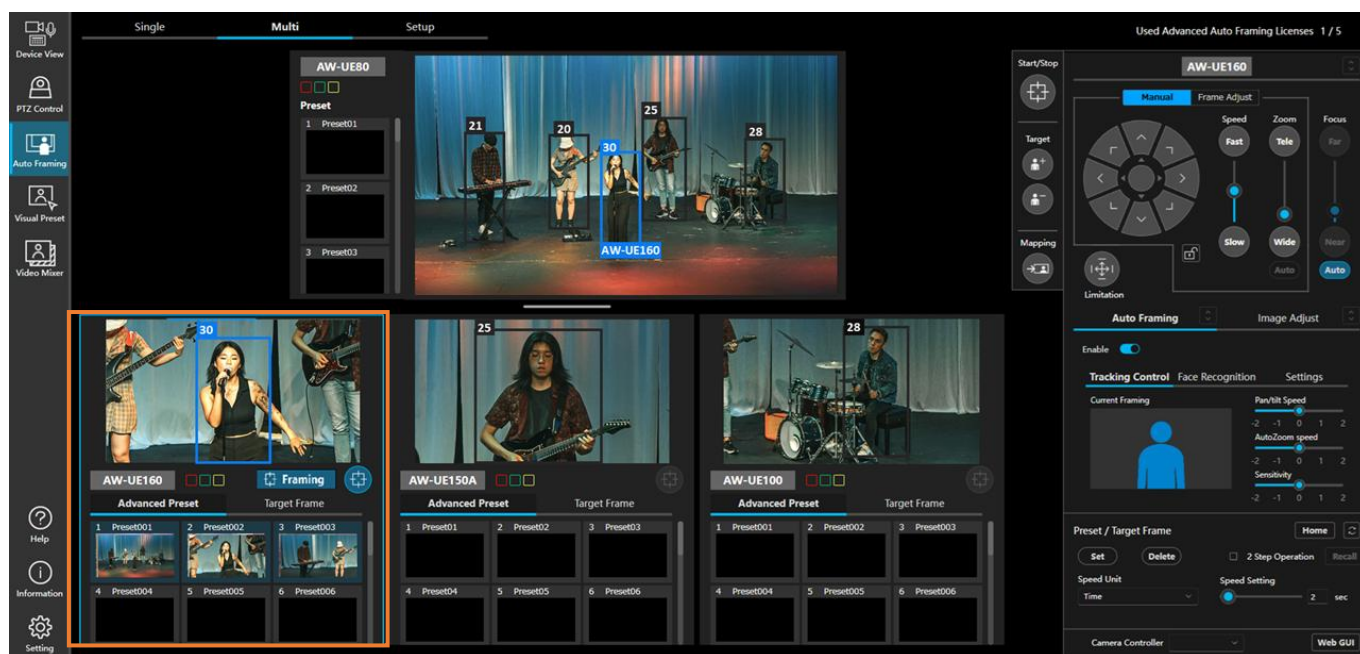 Single Multi Setup
Used Advanced Auto Framing Licenses 1 / 5
Device View
PTZ Control
Auto Framing
Visual Preset
Video Mixer
Help
Information
Setting
AW-UE80
Preset
1 Preset01
2 Preset02
3 Preset03
21
20
30
25
28
AW-UE160
Start/Stop
Target
Mapping
30
AW-UE160
Framing
Advanced Preset Target Frame
1 Preset001 2 Preset002 3 Preset003
4 Preset004 5 Preset005 6 Preset006
25
AW-UE150A
Advanced Preset Target Frame
1 Preset01 2 Preset02 3 Preset03
4 Preset04 5 Preset05 6 Preset06
28
AW-UE100
Advanced Preset Target Frame
1 Preset001 2 Preset002 3 Preset003
4 Preset004 5 Preset005 6 Preset006
AW-UE160
Manual Frame Adjust
Speed Zoom Focus
Fast Tele Far
Slow Wide Near
Auto Auto
Limitation
Auto Framing Image Adjust
Enable
Tracking Control Face Recognition Settings
Current Framing
Pan/tilt Speed
-2 -1 0 1 2
AutoZoom speed
-2 -1 0 1 2
Sensitivity
-2 -1 0 1 2
Preset / Target Frame Home
Set Delete 2 Step Operation Recall
Speed Unit Speed Setting
Time 2 sec
Camera Controller Web GUI